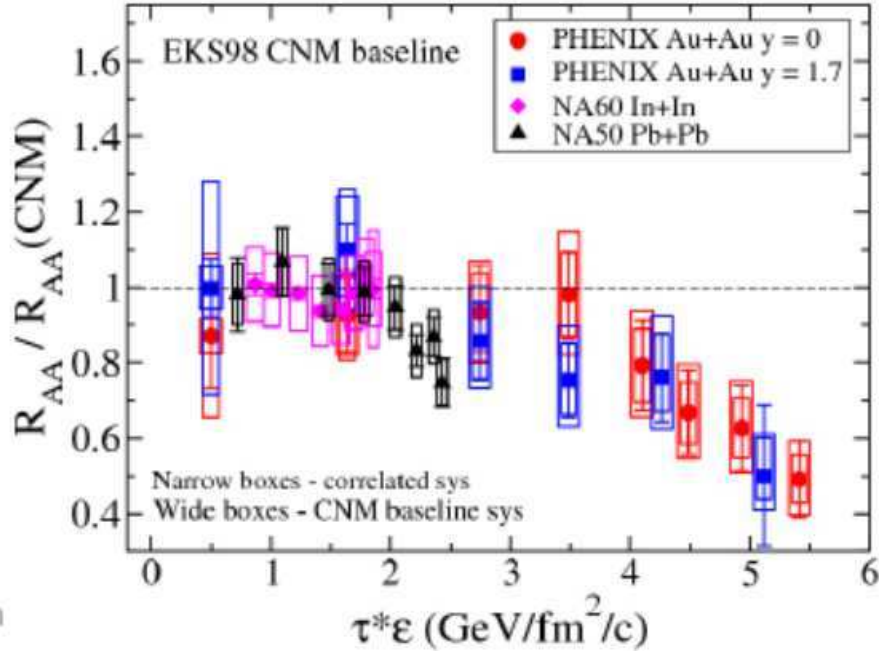 EKS98 CNM baseline
PHENIX Au+Au y = 0
PHENIX Au+Au y = 1.7
NA60 In+In
NA50 Pb+Pb
R_AA / R_AA(CNM)
1.6
1.4
1.2
1
0.8
0.6
0.4
Narrow boxes - correlated sys
Wide boxes - CNM baseline sys
0 1 2 3 4 5 6
τ*ε (GeV/fm²/c)